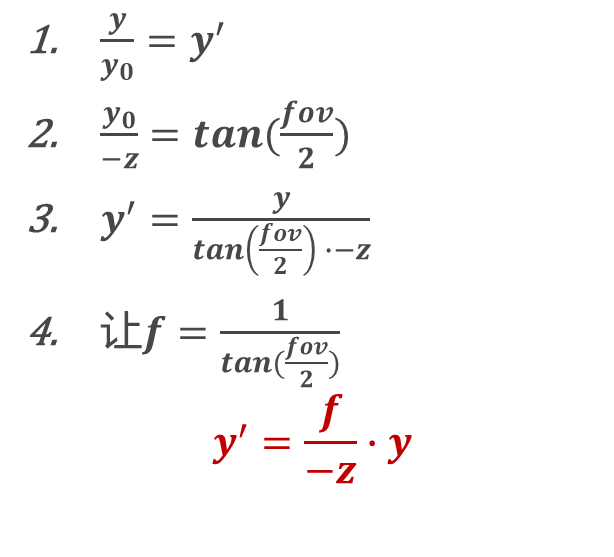 1. y/y₀ = y′
2. y₀/−z = tan(fov/2)
3. y′ = y/(tan(fov/2)·−z)
4. 让f = 1/tan(fov/2)
y′ = f/−z · y